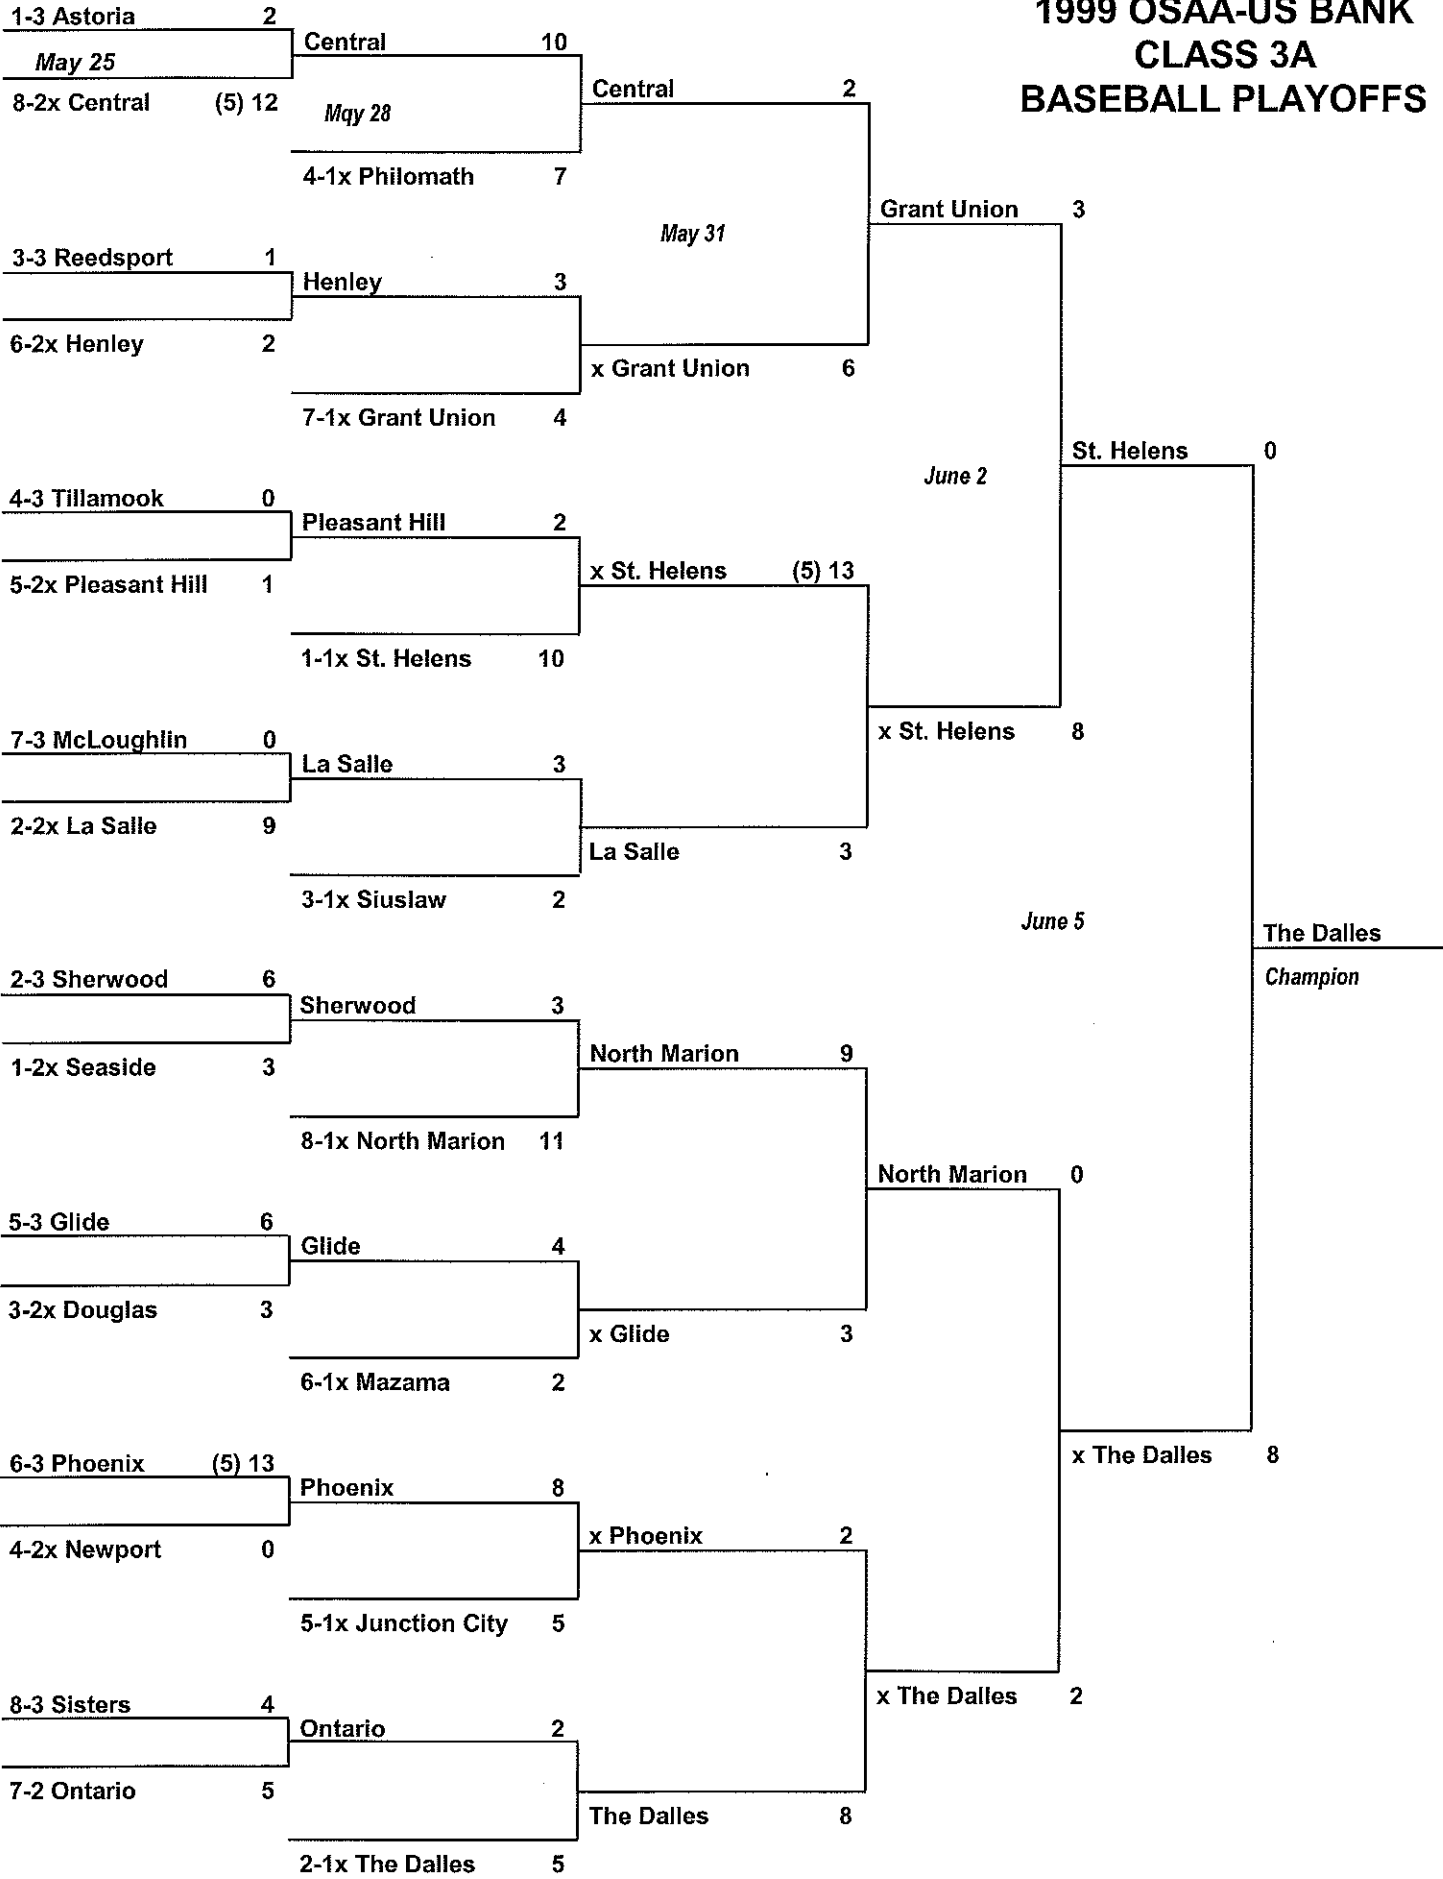 1999 OSAA-US BANK
CLASS 3A
BASEBALL PLAYOFFS
1-3 Astoria 2
May 25
8-2x Central (5) 12
3-3 Reedsport 1
6-2x Henley 2
4-3 Tillamook 0
5-2x Pleasant Hill 1
7-3 McLoughlin 0
2-2x La Salle 9
2-3 Sherwood 6
1-2x Seaside 3
5-3 Glide 6
3-2x Douglas 3
6-3 Phoenix (5) 13
4-2x Newport 0
8-3 Sisters 4
7-2 Ontario 5
Central 10
Mqy 28
4-1x Philomath 7
Henley 3
7-1x Grant Union 4
Pleasant Hill 2
1-1x St. Helens 10
La Salle 3
3-1x Siuslaw 2
Sherwood 3
8-1x North Marion 11
Glide 4
6-1x Mazama 2
Phoenix 8
5-1x Junction City 5
Ontario 2
2-1x The Dalles 5
Central 2
May 31
x Grant Union 6
x St. Helens (5) 13
La Salle 3
North Marion 9
x Glide 3
x Phoenix 2
The Dalles 8
Grant Union 3
June 2
x St. Helens 8
North Marion 0
x The Dalles 2
St. Helens 0
June 5
x The Dalles 8
The Dalles
Champion